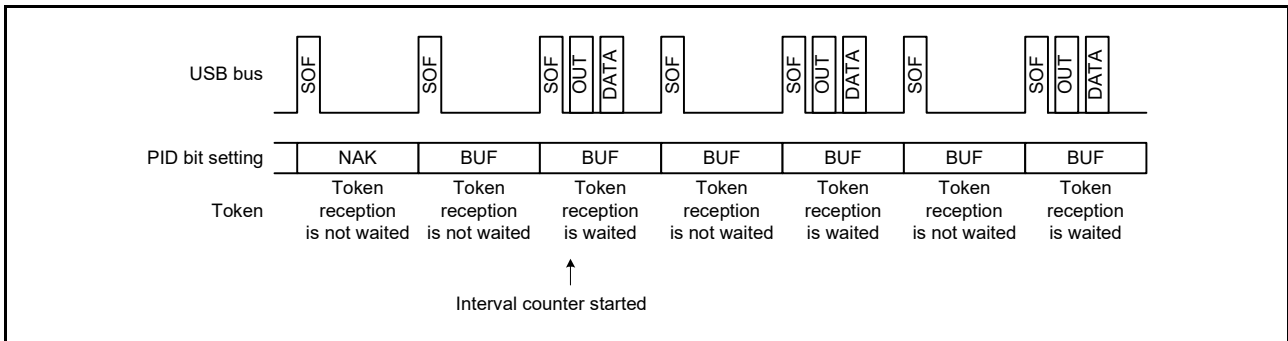 USB bus
SOF
SOF
SOF
OUT
DATA
SOF
SOF
OUT
DATA
SOF
SOF
OUT
DATA
PID bit setting
NAK
BUF
BUF
BUF
BUF
BUF
BUF
Token
Token
reception
is not waited
Token
reception
is not waited
Token
reception
is waited
Token
reception
is not waited
Token
reception
is waited
Token
reception
is not waited
Token
reception
is waited
Interval counter started